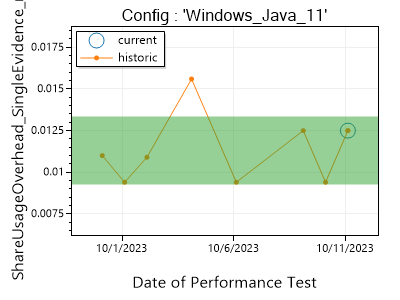 Config : 'Windows_Java_11'
ShareUsageOverhead_SingleEvidence_
current
historic
0.0175
0.015
0.0125
0.01
0.0075
10/1/2023
10/6/2023
10/11/2023
Date of Performance Test